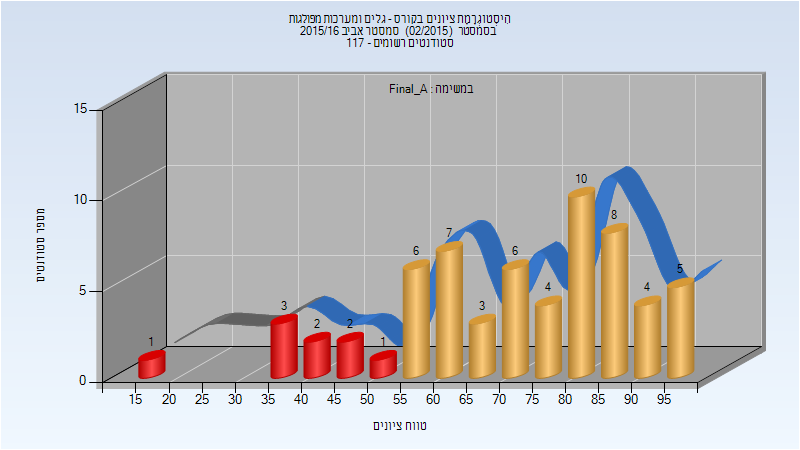 היסטוגרמת ציונים בקורס - גלים ומערכות מפולגות
בסמסטר (02/2015) סמסטר אביב 2015/16
סטודנטים רשומים - 117
במשימה : Final_A
מספר סטודנטים
15
10
5
0
1
3
2
2
1
6
7
3
6
4
10
8
4
5
15 20 25 30 35 40 45 50 55 60 65 70 75 80 85 90 95
טווח ציונים